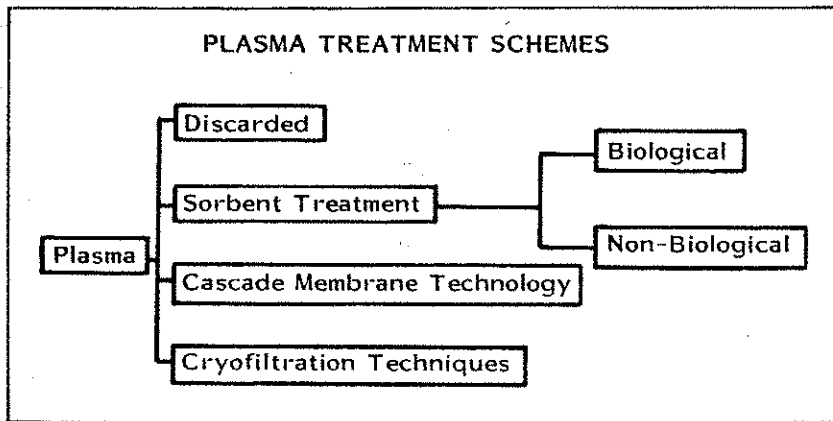 PLASMA TREATMENT SCHEMES
Discarded
Biological
Sorbent Treatment
Non-Biological
Plasma
Cascade Membrane Technology
Cryofiltration Techniques